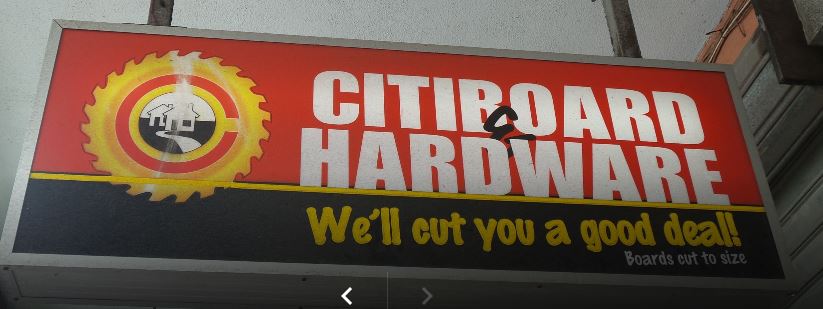 CITIBOARD
&
HARDWARE
We'll cut you a good deal!
Boards cut to size